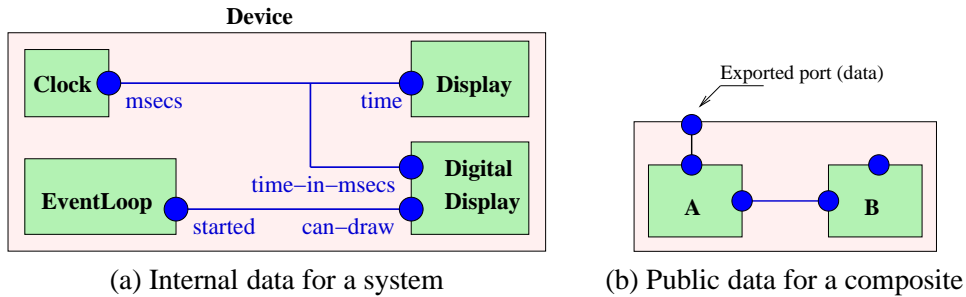 Device
Clock
Display
msecs
time
EventLoop
Digital
Display
time−in−msecs
started
can−draw
(a) Internal data for a system
Exported port (data)
A
B
(b) Public data for a composite